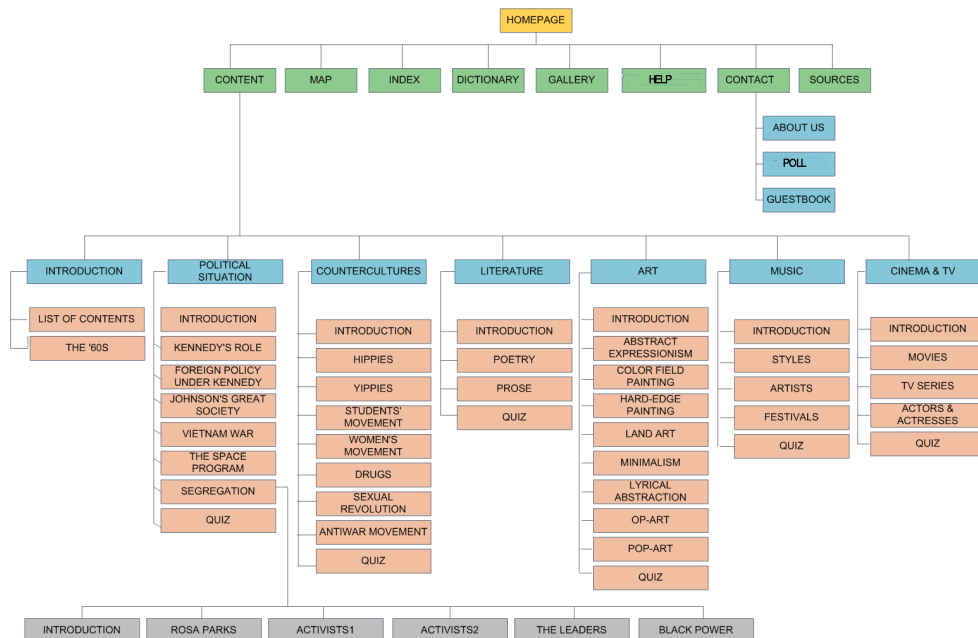 HOMEPAGE
CONTENT
MAP
INDEX
DICTIONARY
GALLERY
HELP
CONTACT
SOURCES
ABOUT US
POLL
GUESTBOOK
INTRODUCTION
LIST OF CONTENTS
THE '60S
POLITICAL
SITUATION
INTRODUCTION
KENNEDY'S ROLE
FOREIGN POLICY
UNDER KENNEDY
JOHNSON'S GREAT
SOCIETY
VIETNAM WAR
THE SPACE
PROGRAM
SEGREGATION
QUIZ
COUNTERCULTURES
INTRODUCTION
HIPPIES
YIPPIES
STUDENTS'
MOVEMENT
WOMEN'S
MOVEMENT
DRUGS
SEXUAL
REVOLUTION
ANTIWAR MOVEMENT
QUIZ
LITERATURE
INTRODUCTION
POETRY
PROSE
QUIZ
ART
INTRODUCTION
ABSTRACT
EXPRESSIONISM
COLOR FIELD
PAINTING
HARD-EDGE
PAINTING
LAND ART
MINIMALISM
LYRICAL
ABSTRACTION
OP-ART
POP-ART
QUIZ
MUSIC
INTRODUCTION
STYLES
ARTISTS
FESTIVALS
QUIZ
CINEMA & TV
INTRODUCTION
MOVIES
TV SERIES
ACTORS &
ACTRESSES
QUIZ
INTRODUCTION
ROSA PARKS
ACTIVISTS1
ACTIVISTS2
THE LEADERS
BLACK POWER